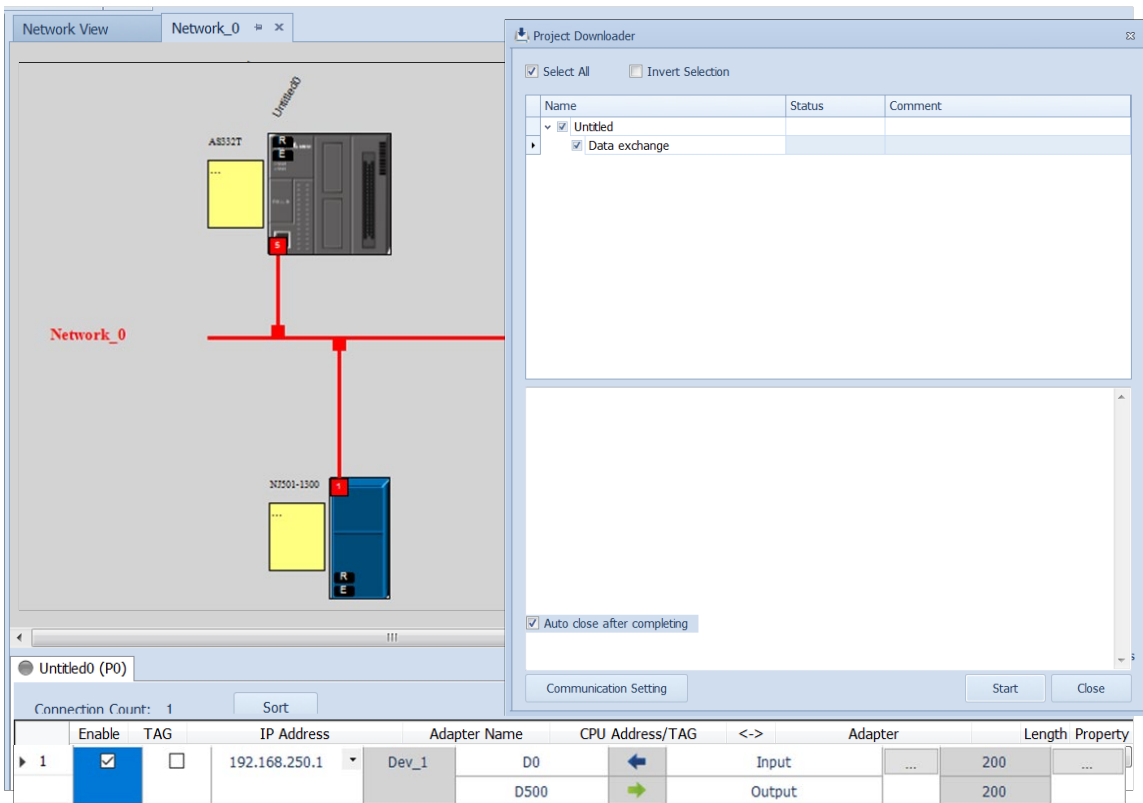 Network View
Network_0
Untitled0
AS332T
R
E
...
5
Network_0
NJ501-1300
1
...
R
E
Untitled0 (P0)
Connection Count: 1
Sort
Project Downloader
Select All
Invert Selection
Name Status Comment
Untitled
Data exchange
Auto close after completing
Communication Setting
Start
Close
s
Enable TAG IP Address Adapter Name CPU Address/TAG <-> Adapter Length Property
1 192.168.250.1 Dev_1 D0 Input ... 200 ...
D500 Output 200